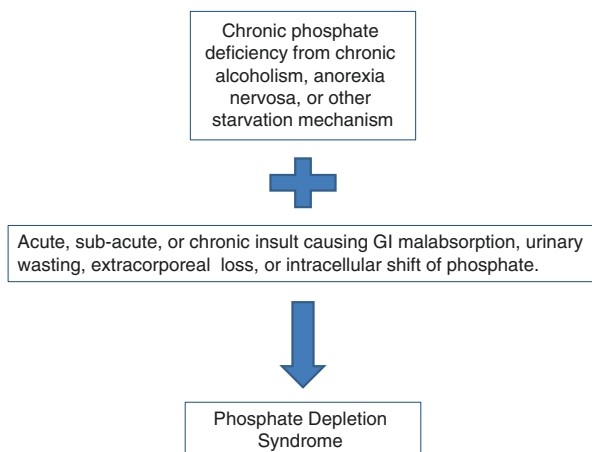 Chronic phosphate
deficiency from chronic
alcoholism, anorexia
nervosa, or other
starvation mechanism
Acute, sub-acute, or chronic insult causing GI malabsorption, urinary
wasting, extracorporeal loss, or intracellular shift of phosphate.
Phosphate Depletion
Syndrome